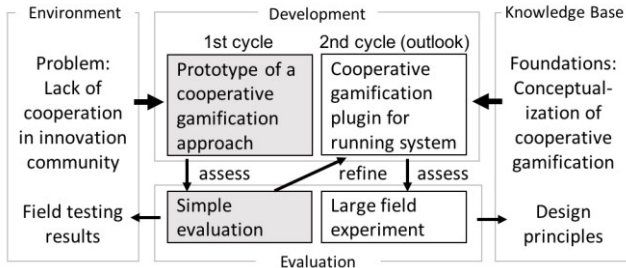 Environment
Development
Knowledge Base
1st cycle
2nd cycle (outlook)
Problem:
Lack of
cooperation
in innovation
community
Prototype of a
cooperative
gamification
approach
Cooperative
gamification
plugin for
running system
Foundations:
Conceptual-
ization of
cooperative
gamification
assess
refine
assess
Field testing
results
Simple
evaluation
Large field
experiment
Design
principles
Evaluation